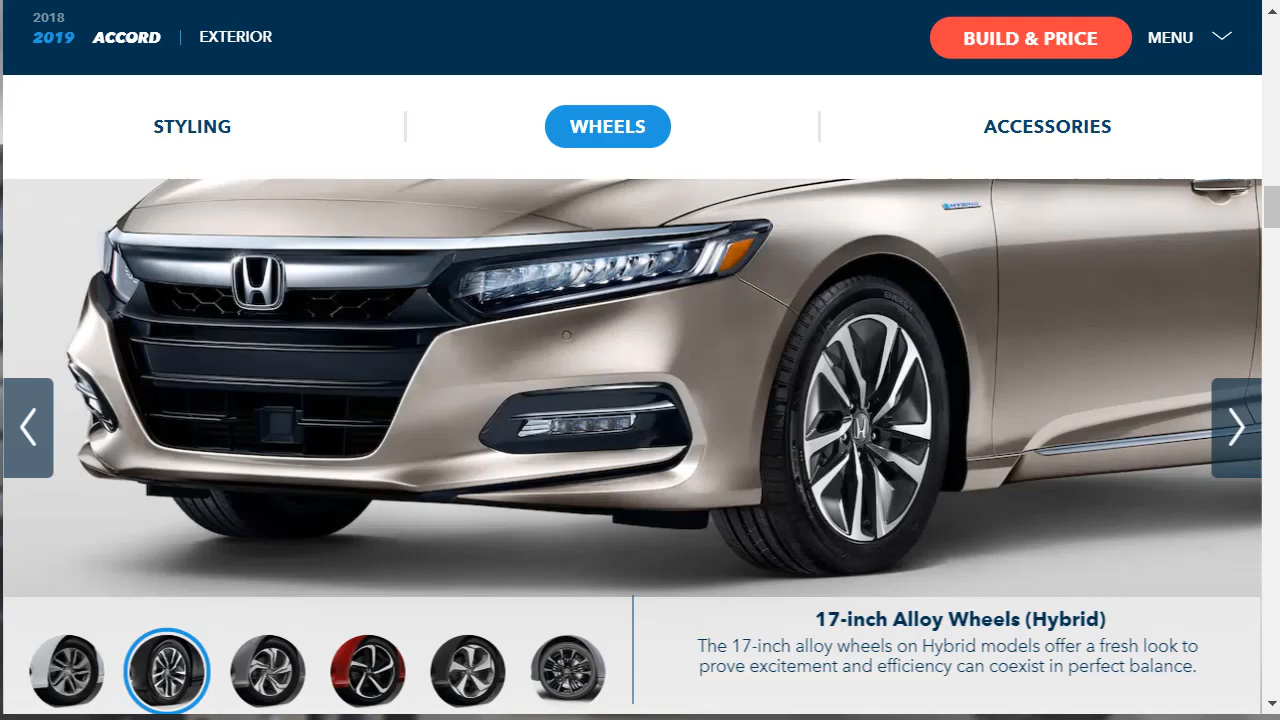 2018
2019 ACCORD | EXTERIOR
BUILD & PRICE
MENU
STYLING
WHEELS
ACCESSORIES
HYBRID
17-inch Alloy Wheels (Hybrid)
The 17-inch alloy wheels on Hybrid models offer a fresh look to
prove excitement and efficiency can coexist in perfect balance.